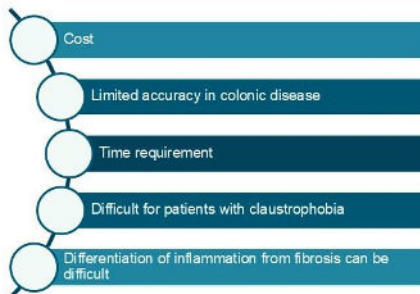 Cost
Limited accuracy in colonic disease
Time requirement
Difficult for patients with claustrophobia
Differentiation of inflammation from fibrosis can be
difficult